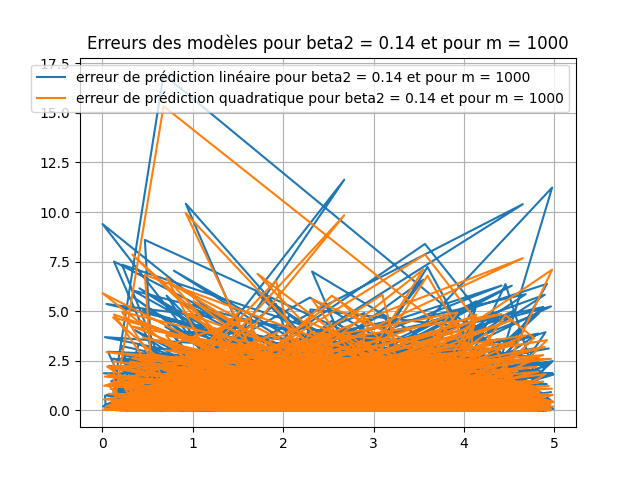 Erreurs des modèles pour beta2 = 0.14 et pour m = 1000
17.5
erreur de prédiction linéaire pour beta2 = 0.14 et pour m = 1000
erreur de prédiction quadratique pour beta2 = 0.14 et pour m = 1000
15.0
12.5
10.0
7.5
5.0
2.5
0.0
0 1 2 3 4 5